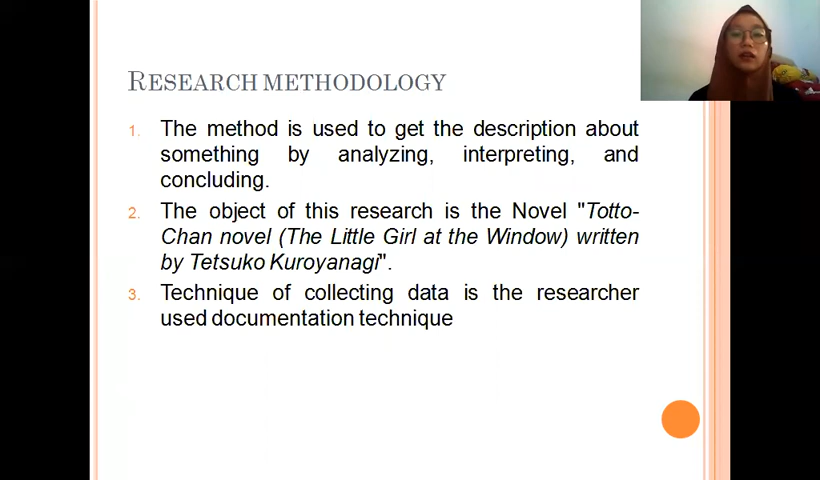 RESEARCH METHODOLOGY
1. The method is used to get the description about
something by analyzing, interpreting, and
concluding.
2. The object of this research is the Novel "Totto-
Chan novel (The Little Girl at the Window) written
by Tetsuko Kuroyanagi".
3. Technique of collecting data is the researcher
used documentation technique